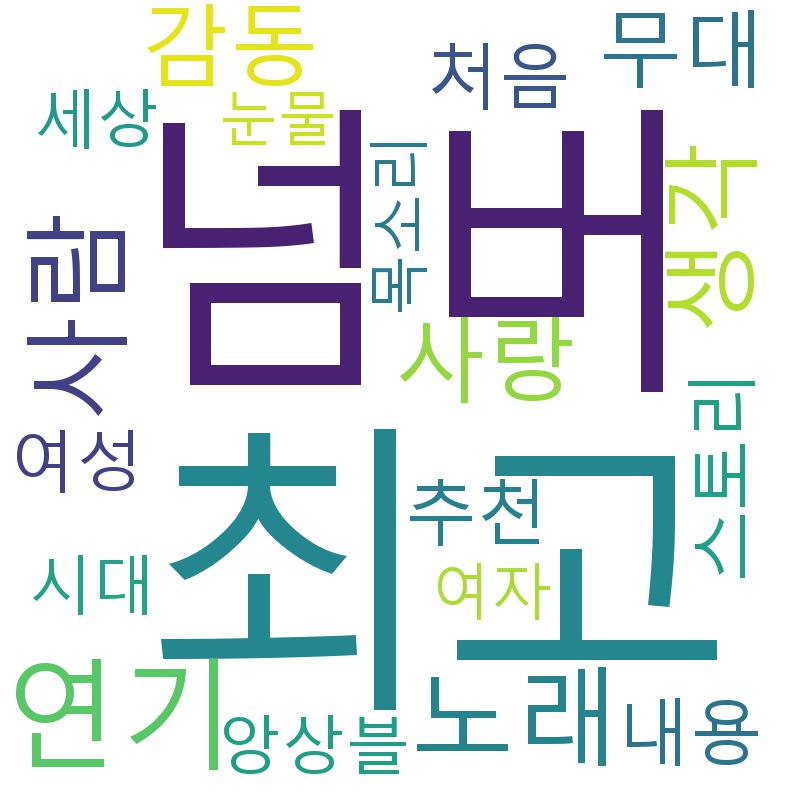 감동
처음
무대
세상
눈물
넘버
목소리
생각
사람
사랑
여성
최고
추천
스토리
시대
여자
연기
앙상블
노래
내용